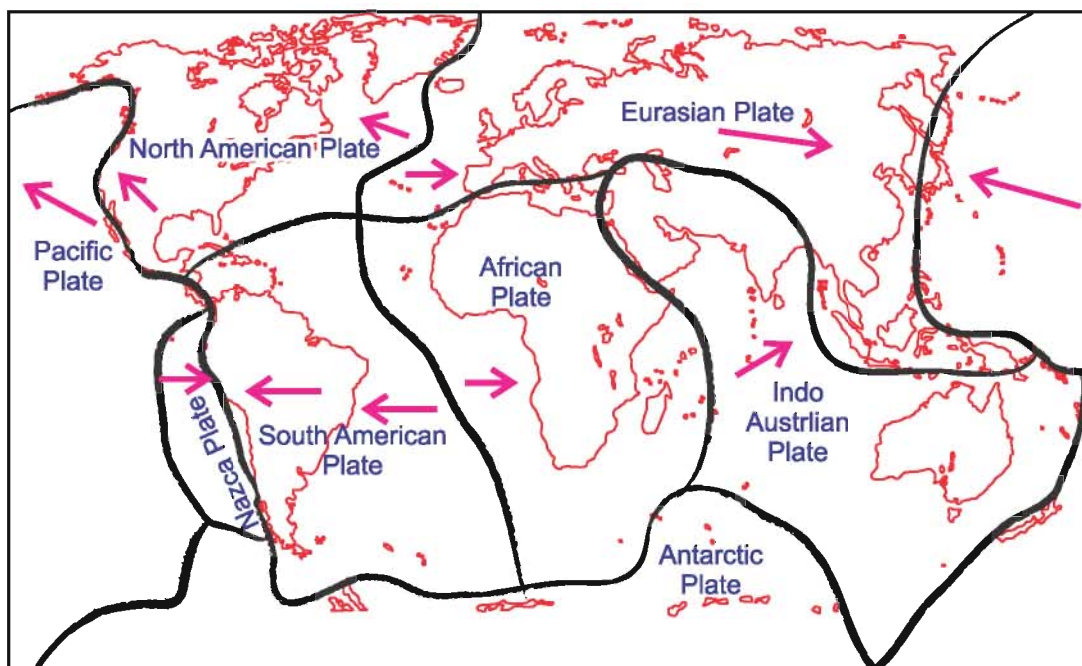 Eurasian Plate
North American Plate
Pacific
Plate
African
Plate
Indo
Austrlian
Plate
South American
Plate
Nazca Plate
Antarctic
Plate